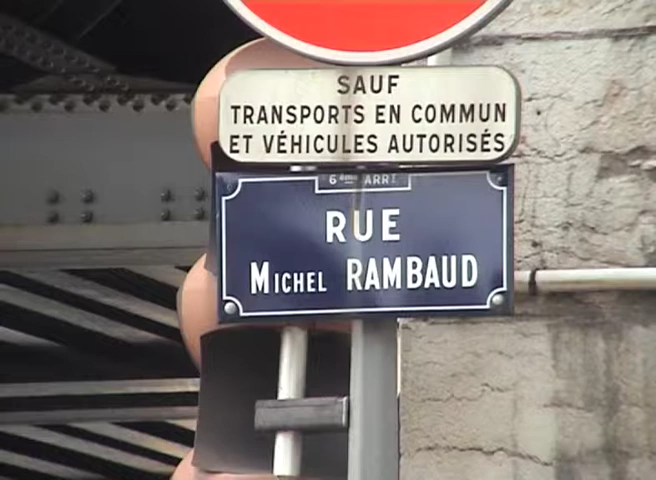 SAUF
TRANSPORTS EN COMMUN
ET VÉHICULES AUTORISÉS
6ème ARRT
RUE
MICHEL RAMBAUD